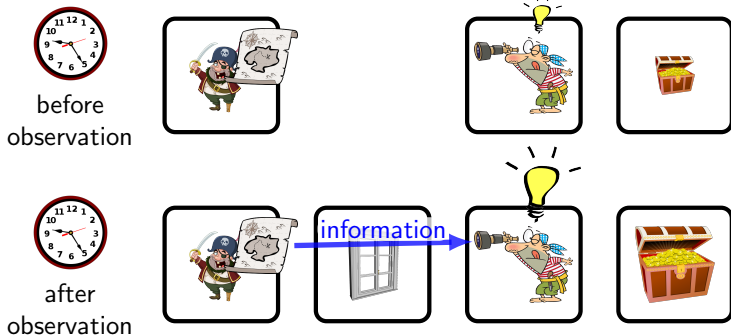 before
observation
information
after
observation